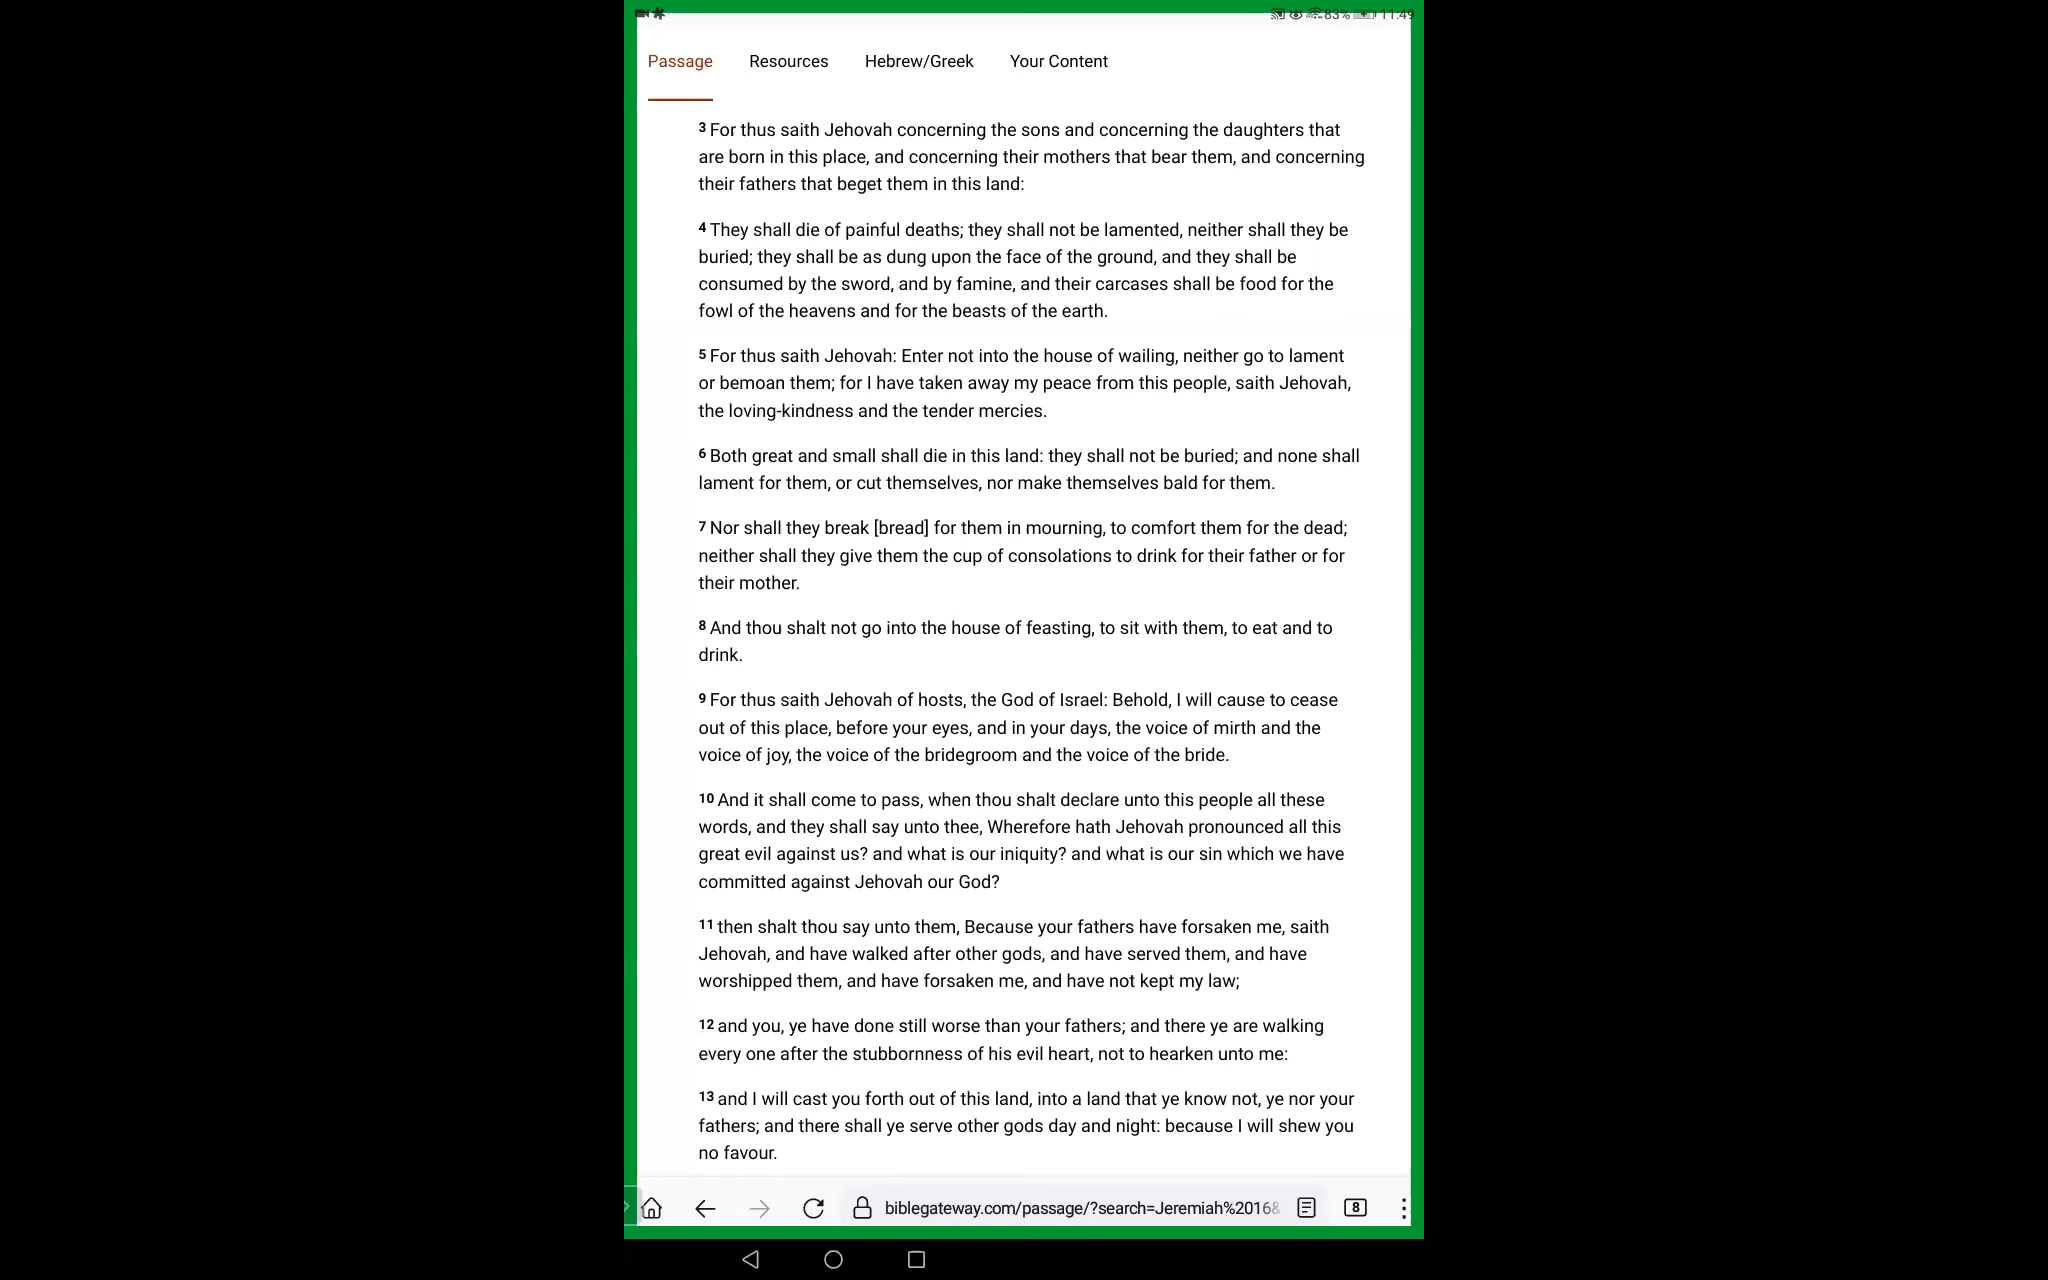 83% 11:49
Passage Resources Hebrew/Greek Your Content
3 For thus saith Jehovah concerning the sons and concerning the daughters that
are born in this place, and concerning their mothers that bear them, and concerning
their fathers that beget them in this land:
4 They shall die of painful deaths; they shall not be lamented, neither shall they be
buried; they shall be as dung upon the face of the ground, and they shall be
consumed by the sword, and by famine, and their carcases shall be food for the
fowl of the heavens and for the beasts of the earth.
5 For thus saith Jehovah: Enter not into the house of wailing, neither go to lament
or bemoan them; for I have taken away my peace from this people, saith Jehovah,
the loving-kindness and the tender mercies.
6 Both great and small shall die in this land: they shall not be buried; and none shall
lament for them, or cut themselves, nor make themselves bald for them.
7 Nor shall they break [bread] for them in mourning, to comfort them for the dead;
neither shall they give them the cup of consolations to drink for their father or for
their mother.
8 And thou shalt not go into the house of feasting, to sit with them, to eat and to
drink.
9 For thus saith Jehovah of hosts, the God of Israel: Behold, I will cause to cease
out of this place, before your eyes, and in your days, the voice of mirth and the
voice of joy, the voice of the bridegroom and the voice of the bride.
10 And it shall come to pass, when thou shalt declare unto this people all these
words, and they shall say unto thee, Wherefore hath Jehovah pronounced all this
great evil against us? and what is our iniquity? and what is our sin which we have
committed against Jehovah our God?
11 then shalt thou say unto them, Because your fathers have forsaken me, saith
Jehovah, and have walked after other gods, and have served them, and have
worshipped them, and have forsaken me, and have not kept my law;
12 and you, ye have done still worse than your fathers; and there ye are walking
every one after the stubbornness of his evil heart, not to hearken unto me:
13 and I will cast you forth out of this land, into a land that ye know not, ye nor your
fathers; and there shall ye serve other gods day and night: because I will shew you
no favour.
biblegateway.com/passage/?search=Jeremiah%2016& 8